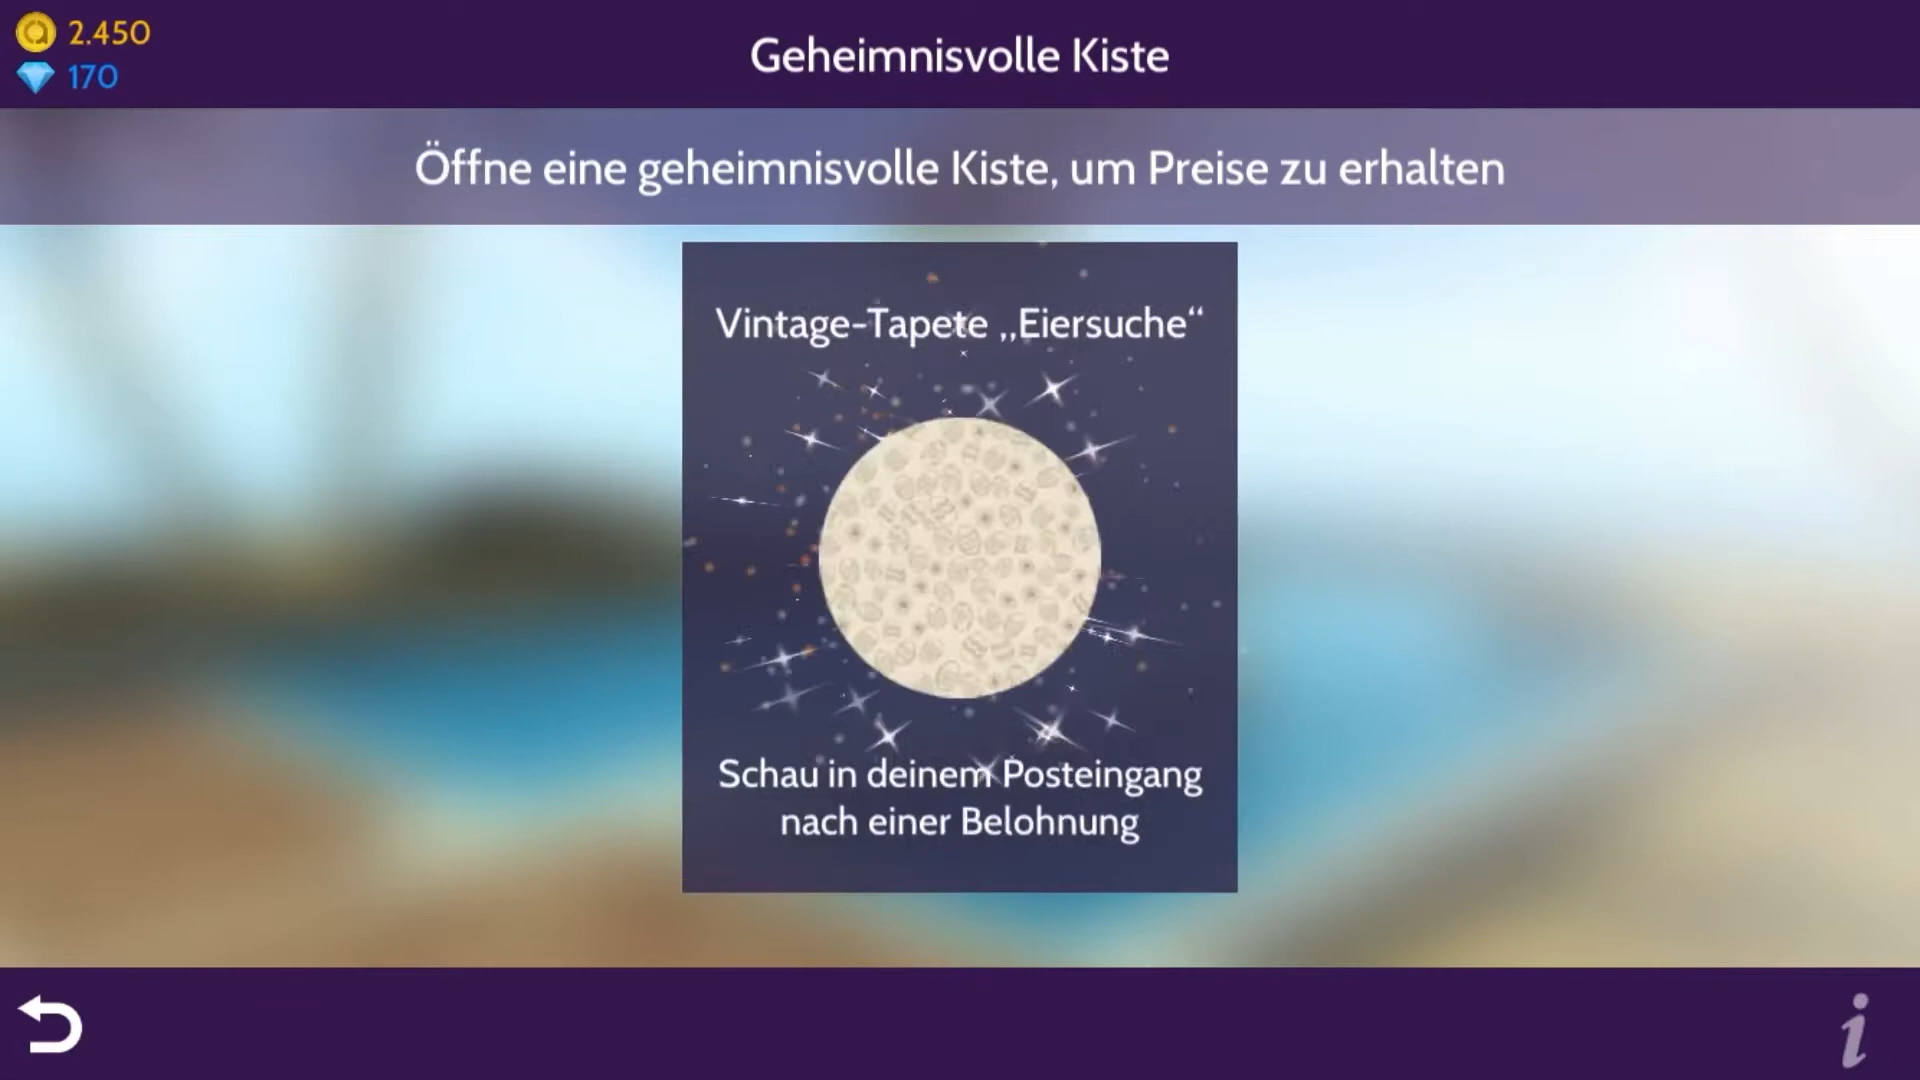 2.450
170
Geheimnisvolle Kiste
Öffne eine geheimnisvolle Kiste, um Preise zu erhalten
Vintage-Tapete „Eiersuche“
Schau in deinem Posteingang
nach einer Belohnung
i